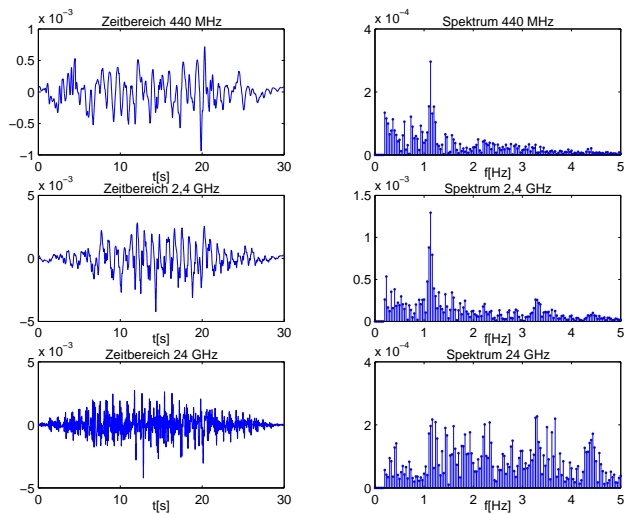 x 10⁻³ Zeitbereich 440 MHz
1
0.5
0
−0.5
−1
0 10 20 30
t[s]
x 10⁻⁴ Spektrum 440 MHz
4
2
0
0 1 2 3 4 5
f[Hz]
x 10⁻³ Zeitbereich 2,4 GHz
5
0
−5
0 10 20 30
t[s]
x 10⁻³ Spektrum 2,4 GHz
1.5
1
0.5
0
0 1 2 3 4 5
f[Hz]
x 10⁻³ Zeitbereich 24 GHz
5
0
−5
0 10 20 30
t[s]
x 10⁻⁴ Spektrum 24 GHz
4
2
0
0 1 2 3 4 5
f[Hz]